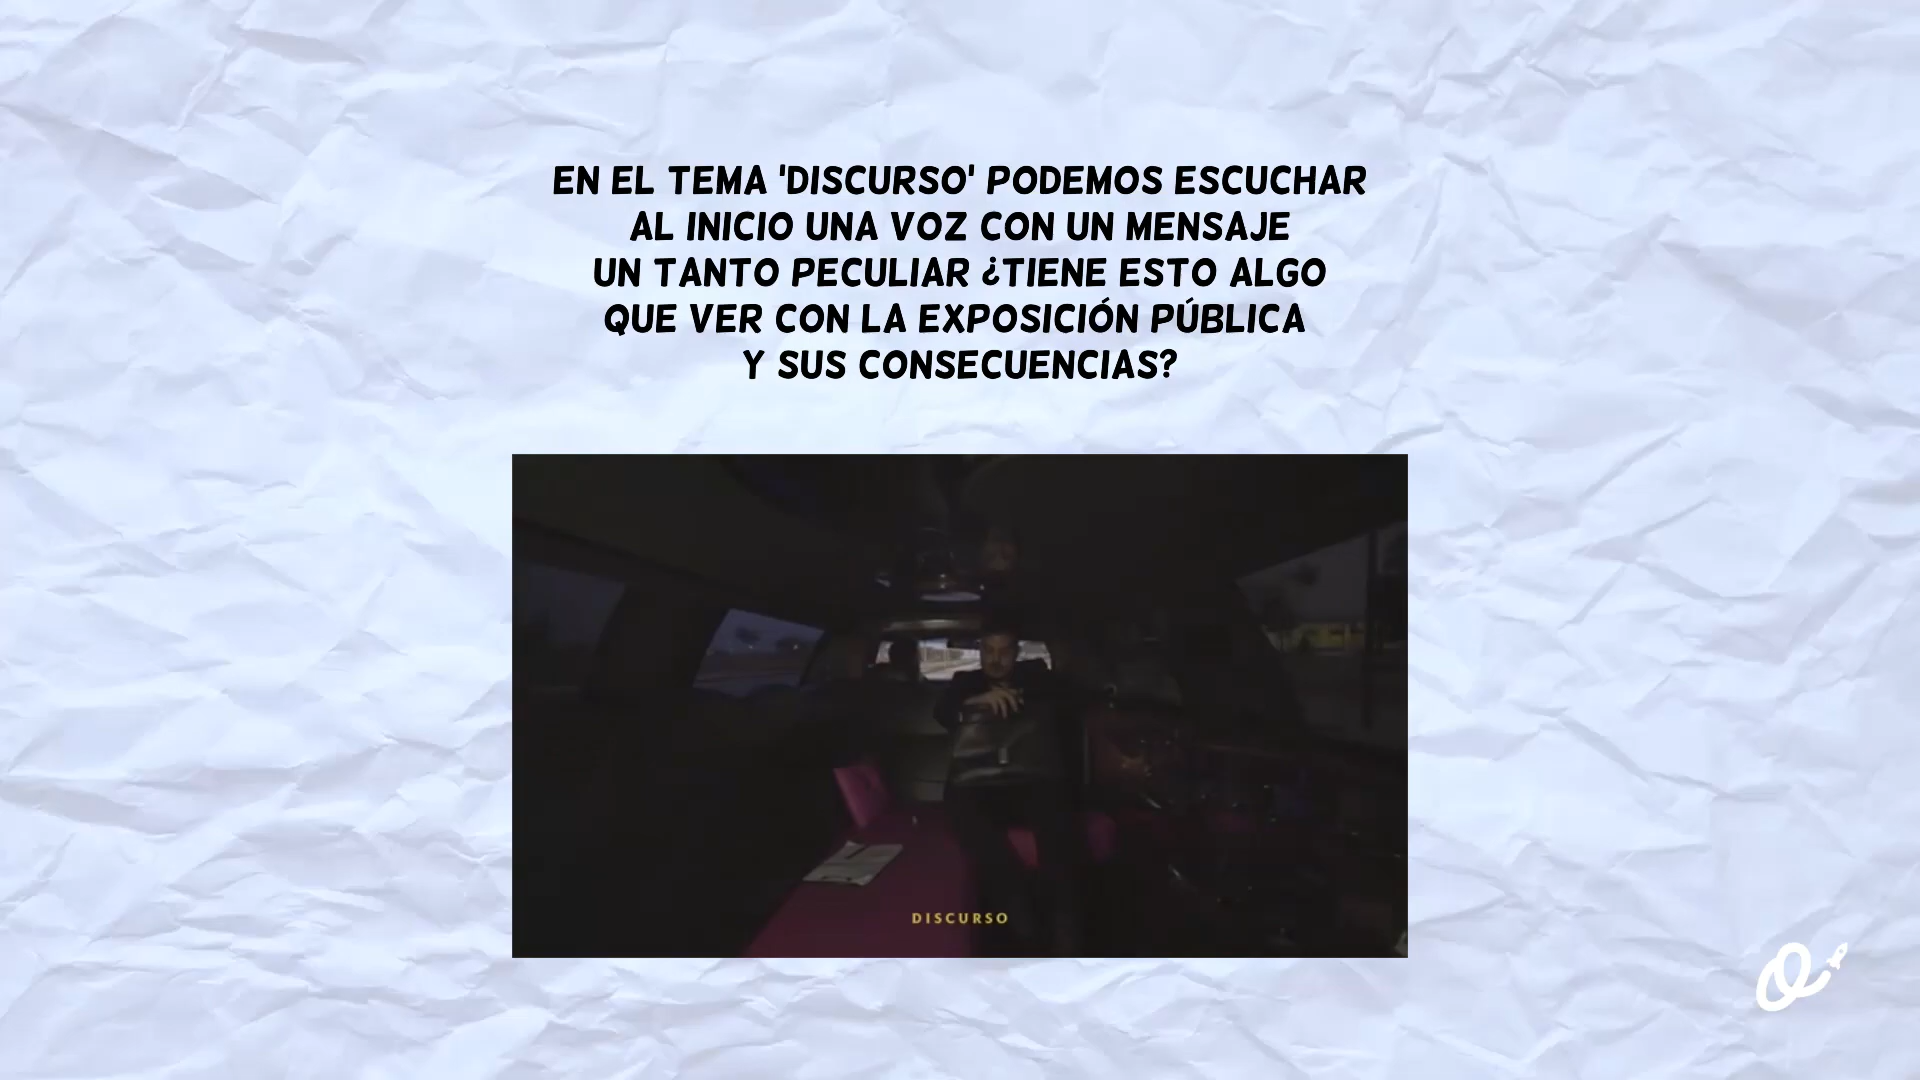 EN EL TEMA 'DISCURSO' PODEMOS ESCUCHAR
AL INICIO UNA VOZ CON UN MENSAJE
UN TANTO PECULIAR ¿TIENE ESTO ALGO
QUE VER CON LA EXPOSICIÓN PÚBLICA
Y SUS CONSECUENCIAS?
DISCURSO